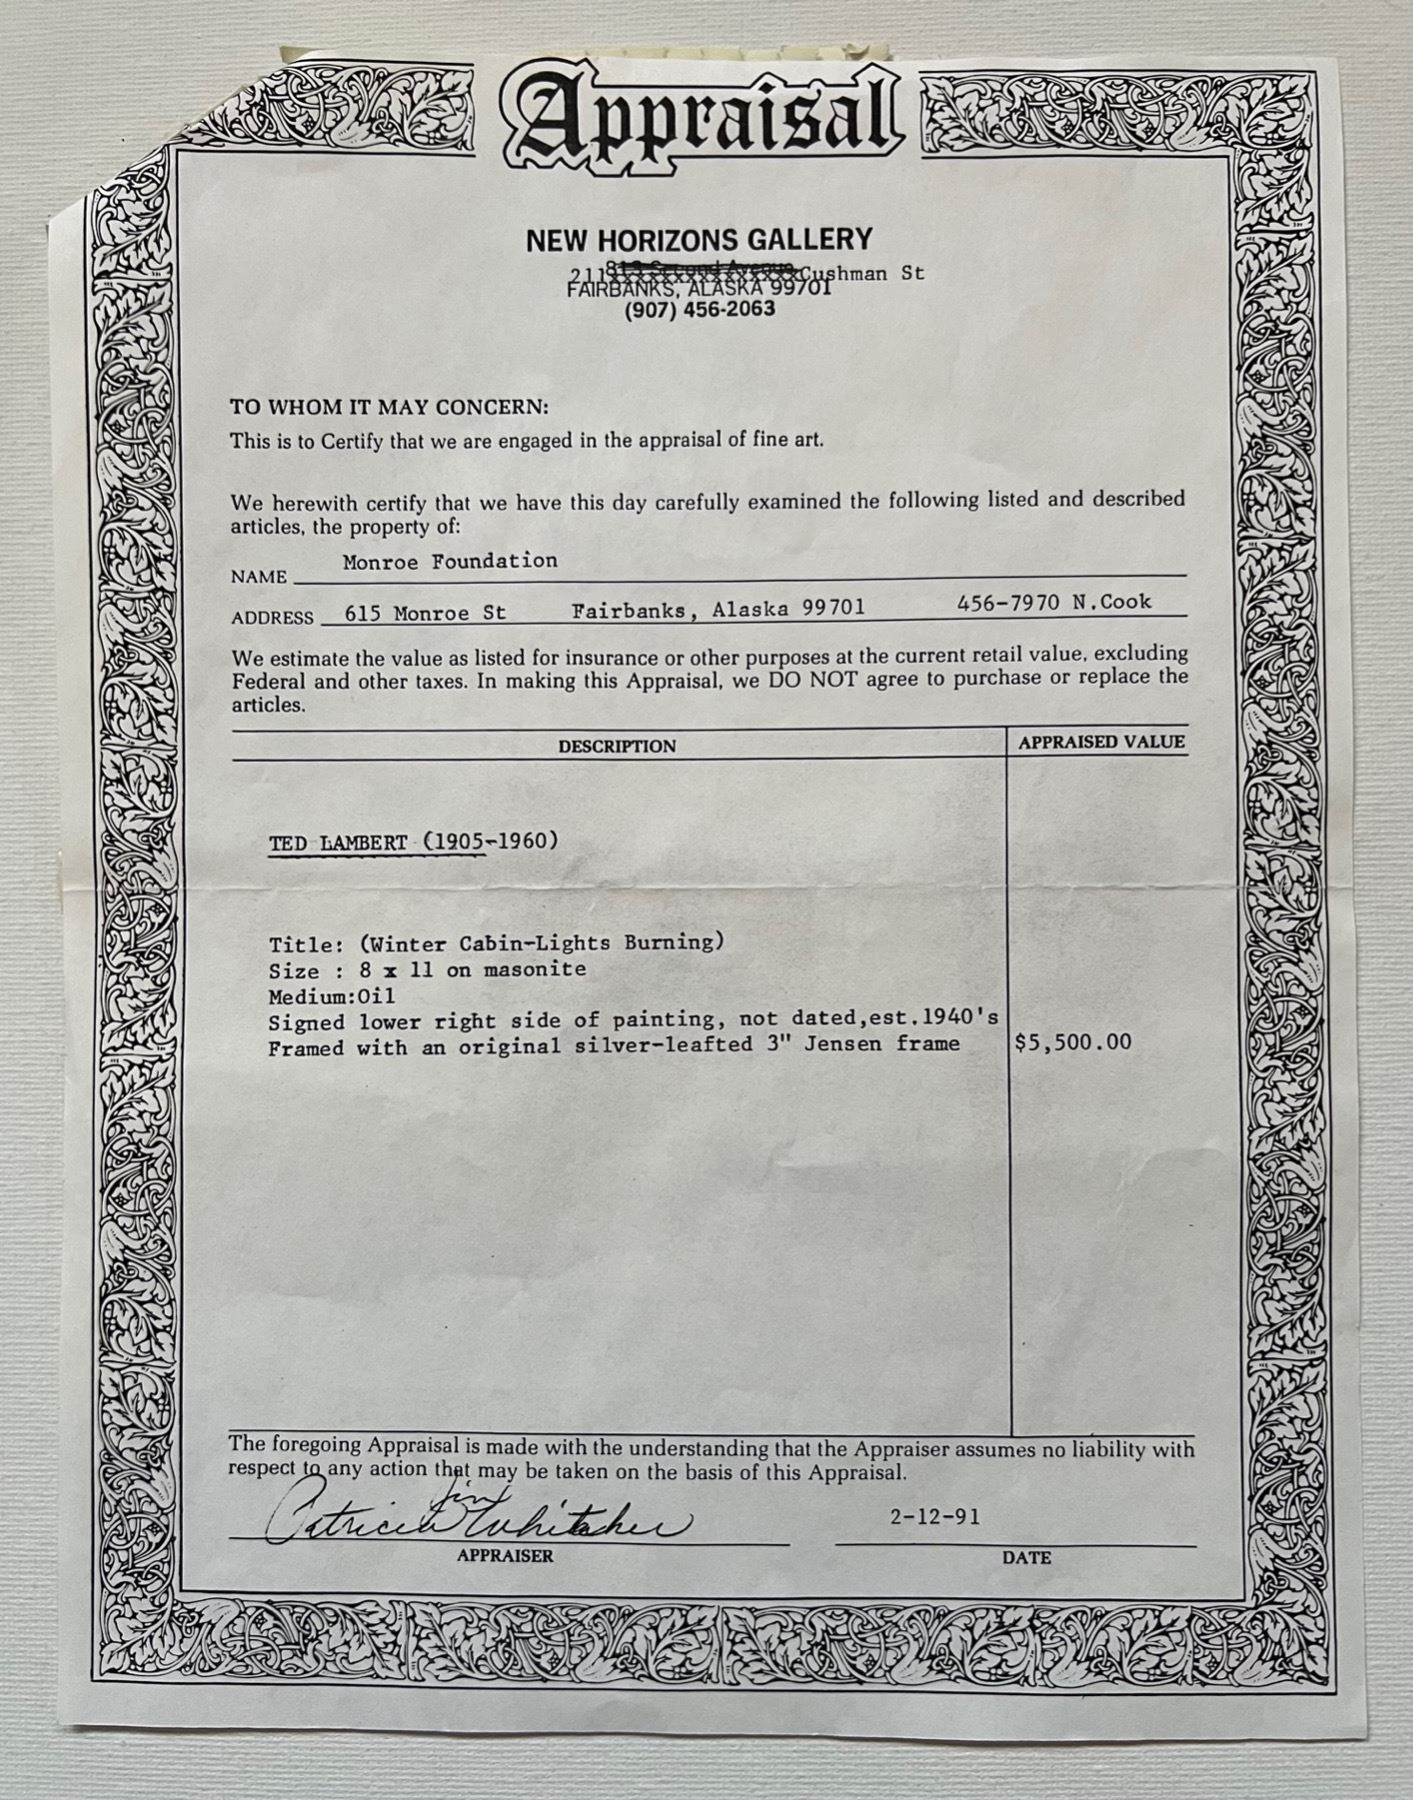 Appraisal
NEW HORIZONS GALLERY
211 Cushman St
FAIRBANKS, ALASKA 99701
(907) 456-2063
TO WHOM IT MAY CONCERN:
This is to Certify that we are engaged in the appraisal of fine art.
We herewith certify that we have this day carefully examined the following listed and described
articles, the property of:
NAME Monroe Foundation
ADDRESS 615 Monroe St Fairbanks, Alaska 99701 456-7970 N.Cook
We estimate the value as listed for insurance or other purposes at the current retail value, excluding
Federal and other taxes. In making this Appraisal, we DO NOT agree to purchase or replace the
articles.
DESCRIPTION APPRAISED VALUE
TED LAMBERT (1905-1960)
Title: (Winter Cabin-Lights Burning)
Size : 8 x 11 on masonite
Medium:Oil
Signed lower right side of painting, not dated,est.1940's
Framed with an original silver-leafted 3" Jensen frame $5,500.00
The foregoing Appraisal is made with the understanding that the Appraiser assumes no liability with
respect to any action that may be taken on the basis of this Appraisal.
Patricia Whitaker 2-12-91
APPRAISER DATE